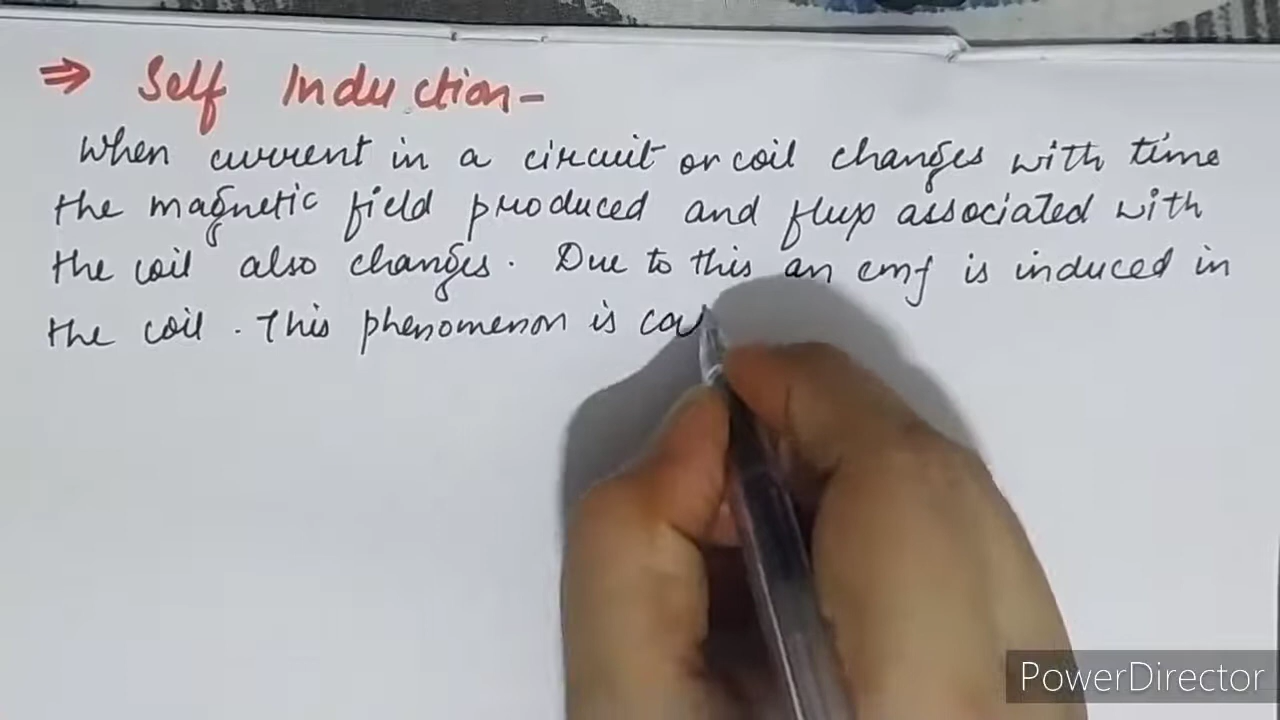 ⇒ Self Induction-
When current in a circuit or coil changes with time
the magnetic field produced and flux associated with
the coil also changes. Due to this an emf is induced in
the coil. This phenomenon is
PowerDirector